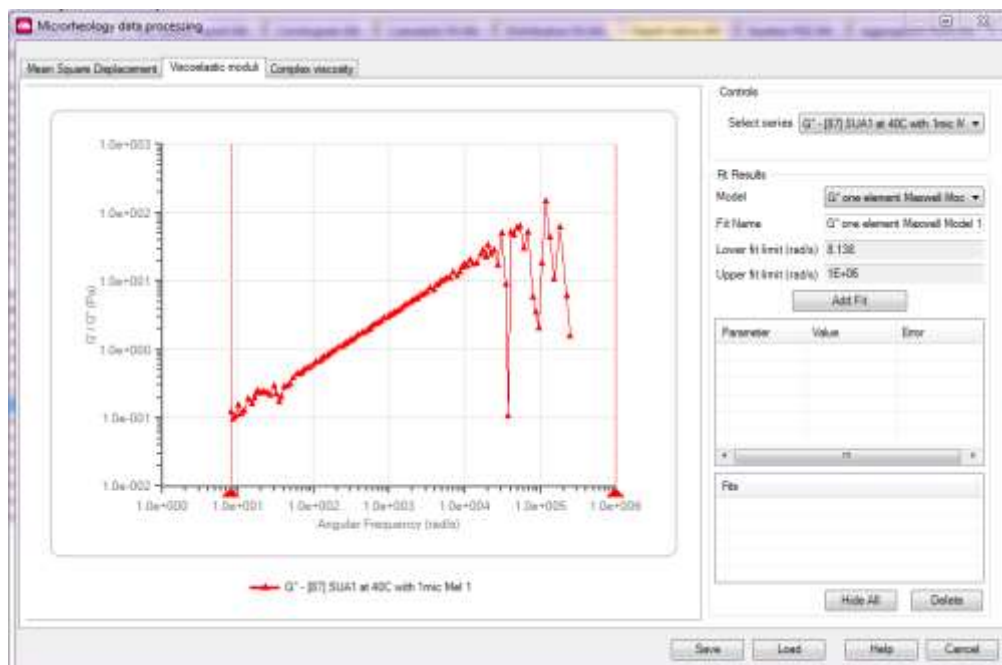 Microrheology data processing
Mean Square Displacement
Viscoelastic moduli
Complex viscosity
Controls
Select series
G'' - [87] SUA1 at 40C with 1mic M
Fit Results
Model
G'' one element Maxwell Moc
Fit Name
G'' one element Maxwell Model 1
Lower fit limit (rad/s)
8.138
Upper fit limit (rad/s)
1E+06
Add Fit
Parameter Value Error
Fits
Hide All
Delete
1.0e+003
1.0e+002
1.0e+001
1.0e+000
1.0e-001
1.0e-002
G' / G'' (Pa)
1.0e+000 1.0e+001 1.0e+002 1.0e+003 1.0e+004 1.0e+005 1.0e+006
Angular Frequency (rad/s)
G'' - [87] SUA1 at 40C with 1mic Mel 1
Save Load Help Cancel